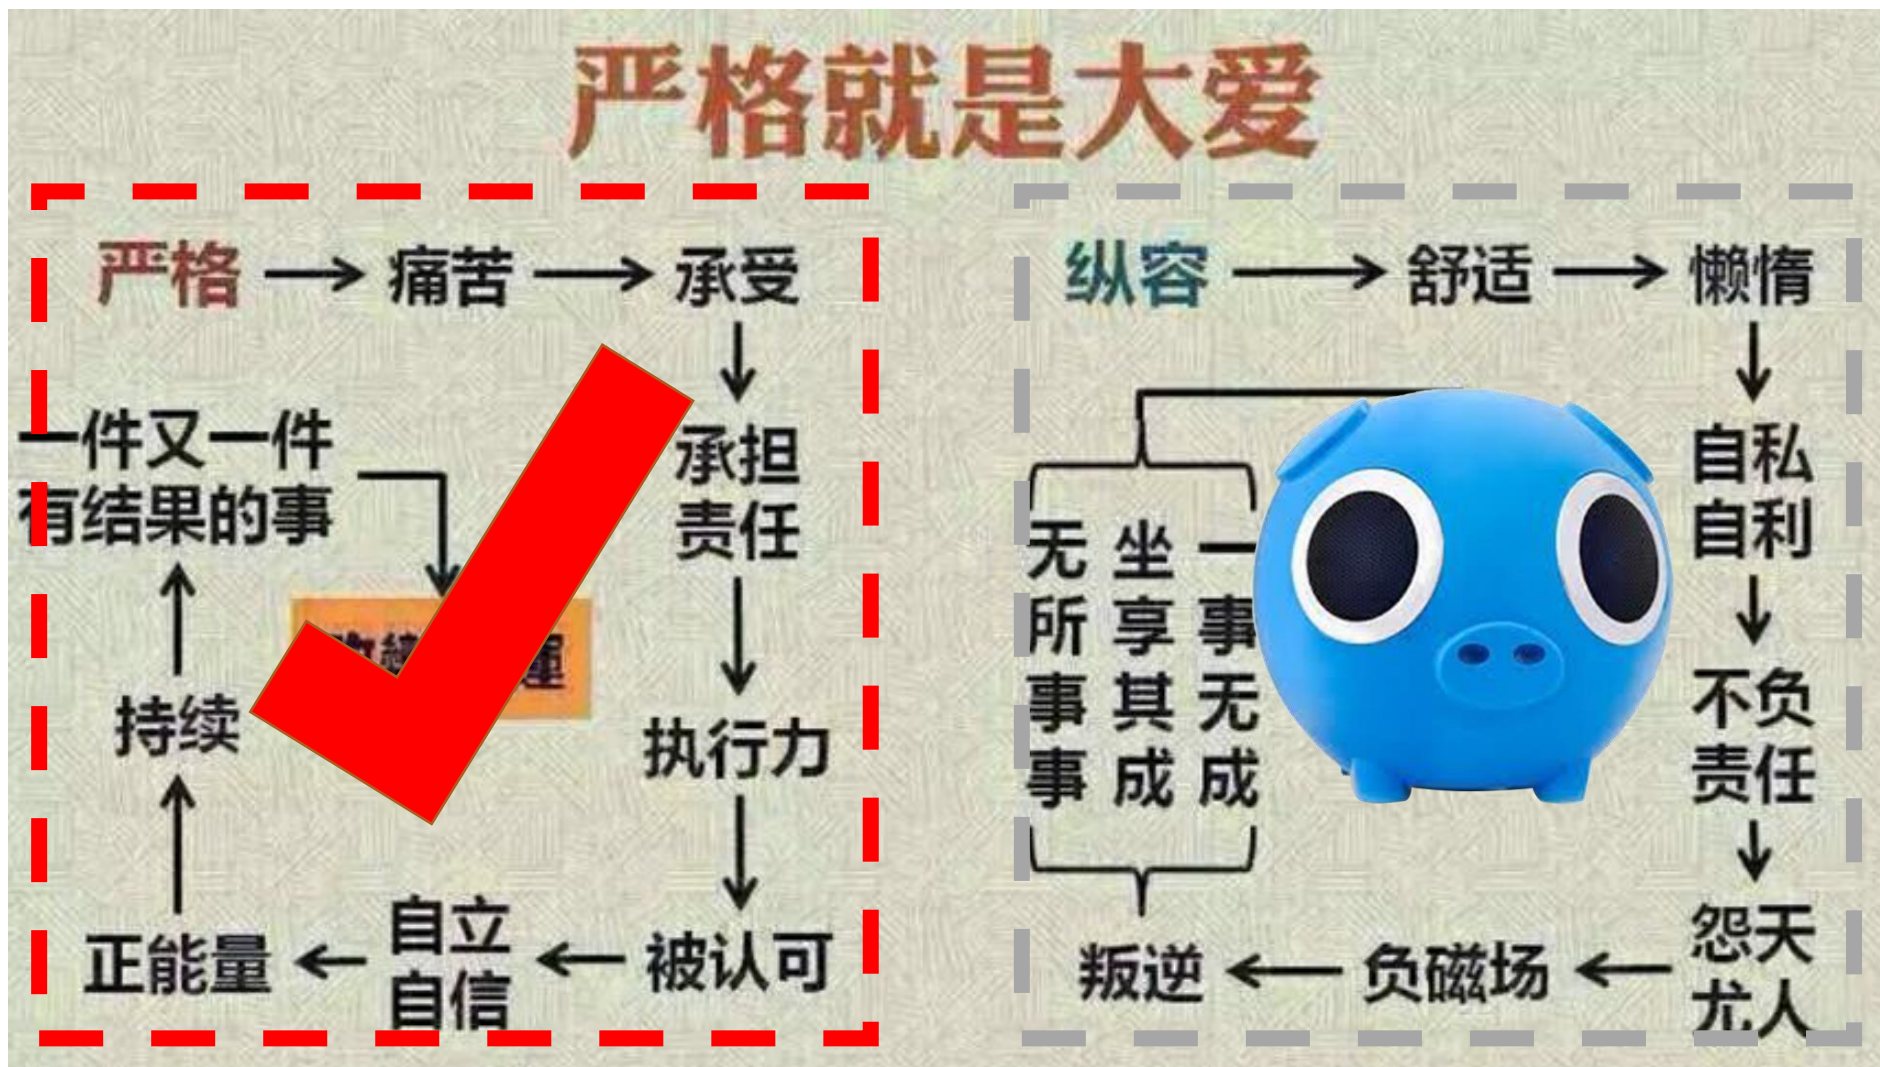 严格就是大爱
严格
痛苦
承受
承担
责任
执行力
被认可
自立
自信
正能量
持续
一件又一件
有结果的事
纵容
舒适
懒惰
自私
自利
不负
责任
怨天
尤人
负磁场
叛逆
无所事事
坐享其成
一事无成